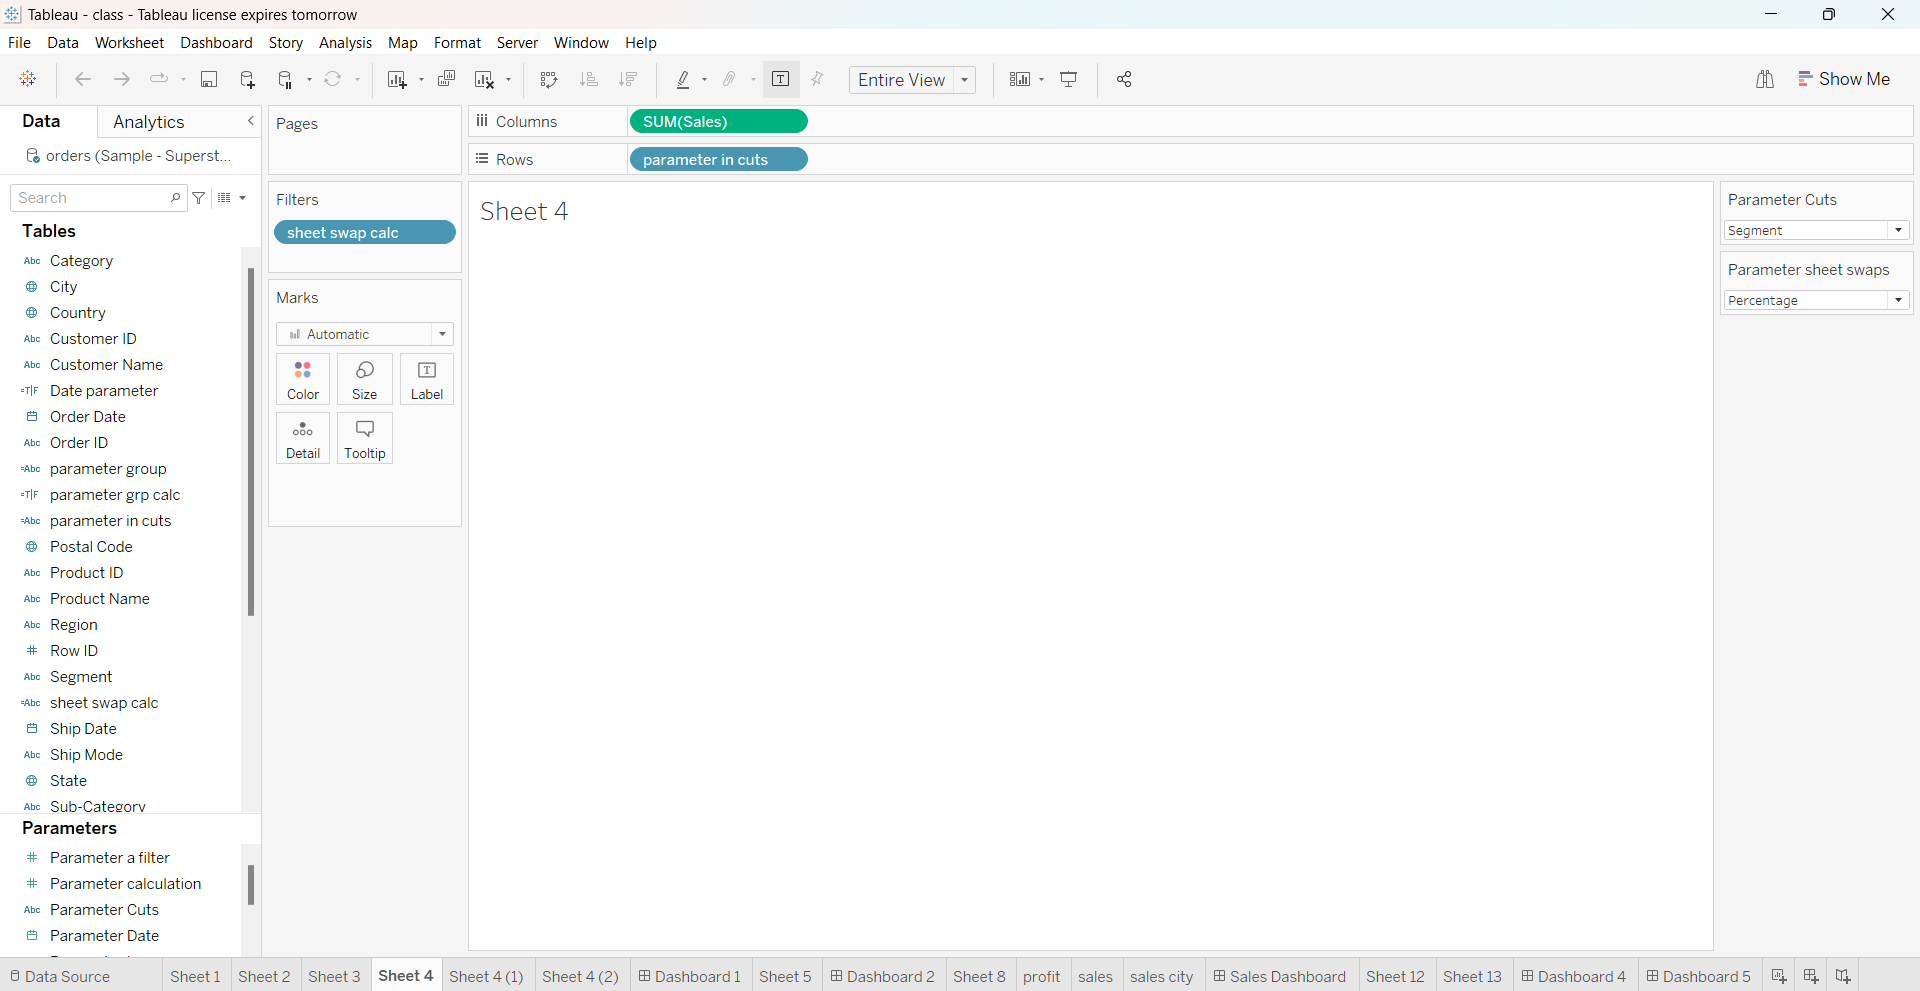 Tableau - class - Tableau license expires tomorrow
File Data Worksheet Dashboard Story Analysis Map Format Server Window Help
Entire View
Show Me
Data Analytics
orders (Sample - Superst...
Search
Tables
Abc Category
City
Country
Abc Customer ID
Abc Customer Name
=T|F Date parameter
Order Date
Abc Order ID
=Abc parameter group
=T|F parameter grp calc
=Abc parameter in cuts
Postal Code
Abc Product ID
Abc Product Name
Abc Region
# Row ID
Abc Segment
=Abc sheet swap calc
Ship Date
Abc Ship Mode
State
Abc Sub-Category
Parameters
# Parameter a filter
# Parameter calculation
Abc Parameter Cuts
Parameter Date
Pages
Filters
sheet swap calc
Marks
Automatic
Color Size Label
Detail Tooltip
Columns SUM(Sales)
Rows parameter in cuts
Sheet 4
Parameter Cuts
Segment
Parameter sheet swaps
Percentage
Data Source Sheet 1 Sheet 2 Sheet 3 Sheet 4 Sheet 4 (1) Sheet 4 (2) Dashboard 1 Sheet 5 Dashboard 2 Sheet 8 profit sales sales city Sales Dashboard Sheet 12 Sheet 13 Dashboard 4 Dashboard 5